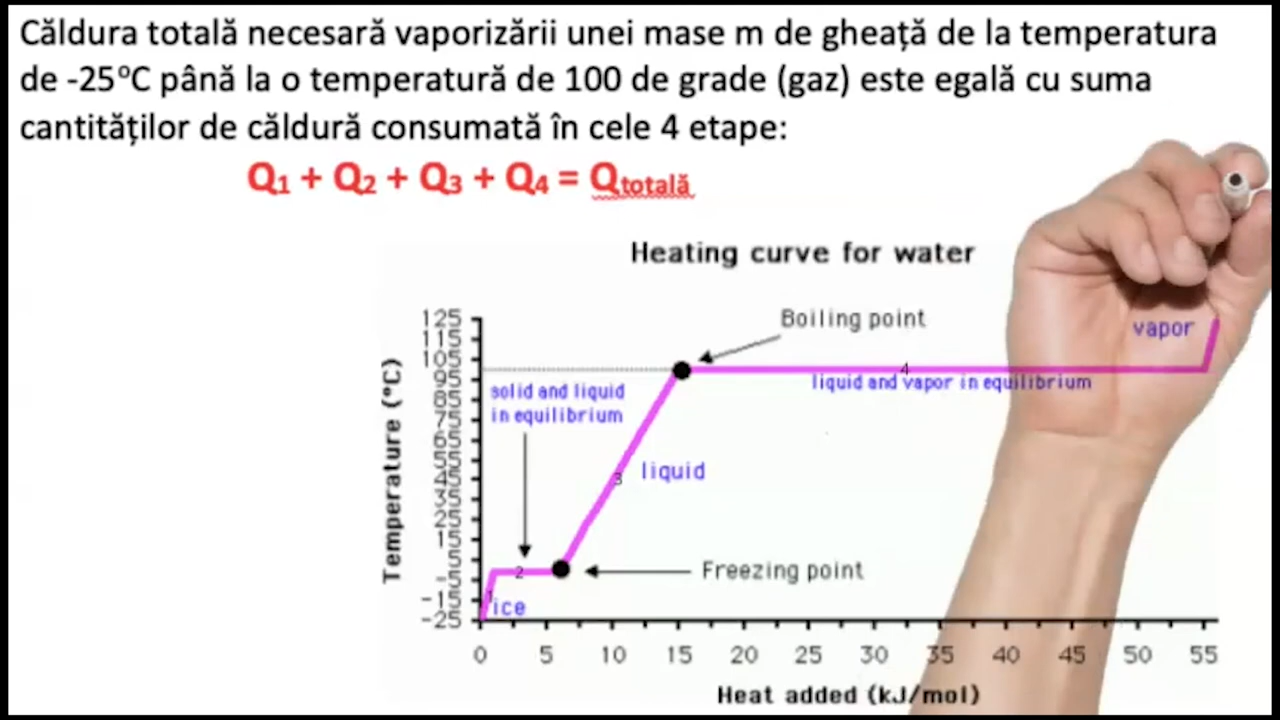 Căldura totală necesară vaporizării unei mase m de gheață de la temperatura
de -25°C până la o temperatură de 100 de grade (gaz) este egală cu suma
cantităților de căldură consumată în cele 4 etape:
Q1 + Q2 + Q3 + Q4 = Qtotală
Heating curve for water
Boiling point
vapor
125
115
105
95
85
75
65
55
45
35
25
15
5
-5
-15
-25
Temperature (°C)
solid and liquid
in equilibrium
4
liquid and vapor in equilibrium
3
liquid
2
Freezing point
1
ice
0 5 10 15 20 25 30 35 40 45 50 55
Heat added (kJ/mol)